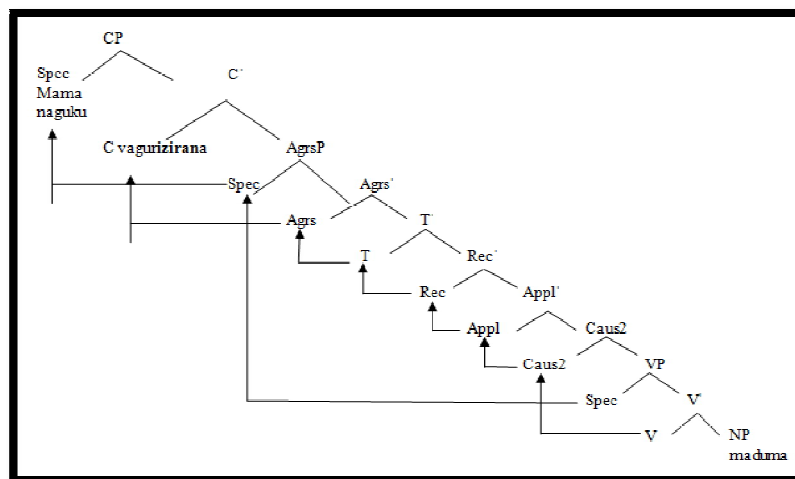 CP
Spec C'
Mama
naguku
C vagurizirana AgrsP
Spec Agrs'
Agrs T'
T Rec'
Rec Appl'
Appl Caus2
Caus2 VP
Spec V'
V NP
maduma